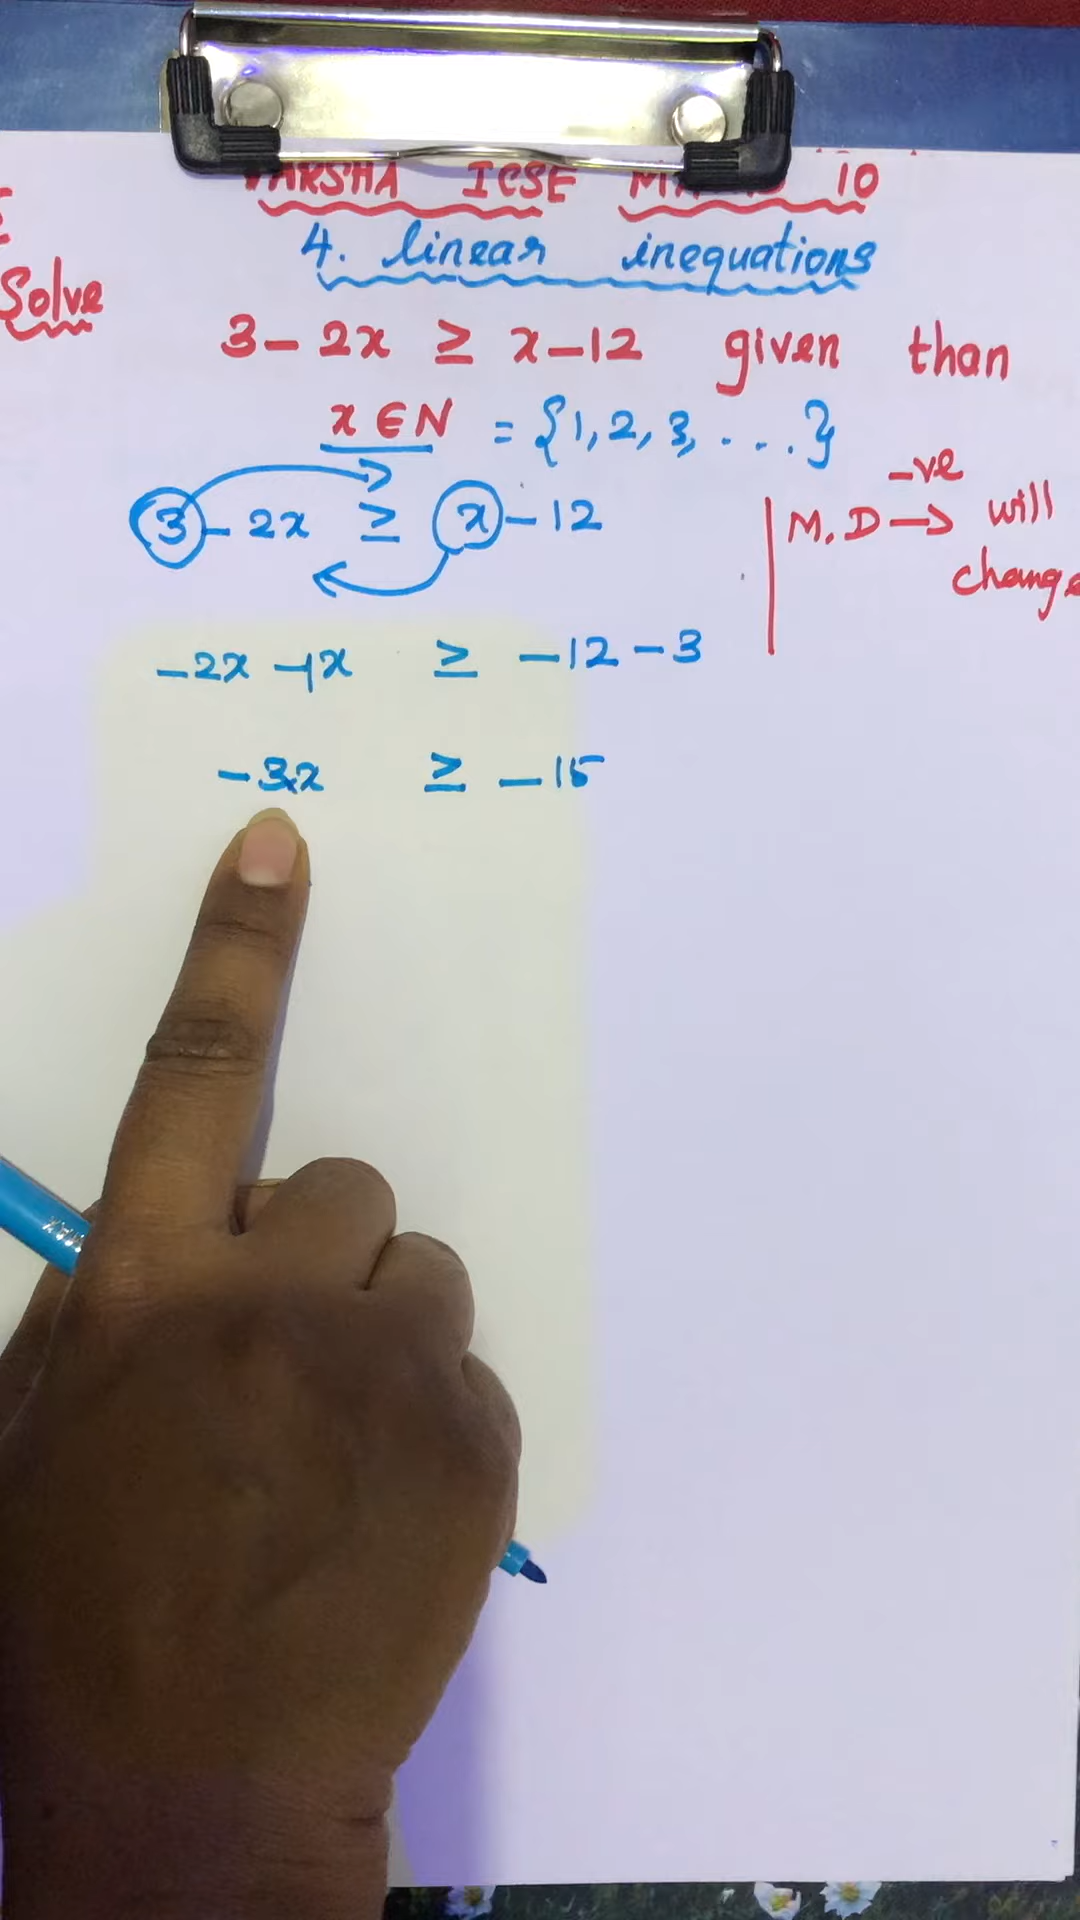 ICSE 10
4. linear inequations
Solve 3 - 2x ≥ x - 12 given than
x ∈ N = {1, 2, 3, ...}
3 - 2x ≥ x - 12
-ve
M.D → will
change
-2x - 1x ≥ -12 - 3
-3x ≥ -15